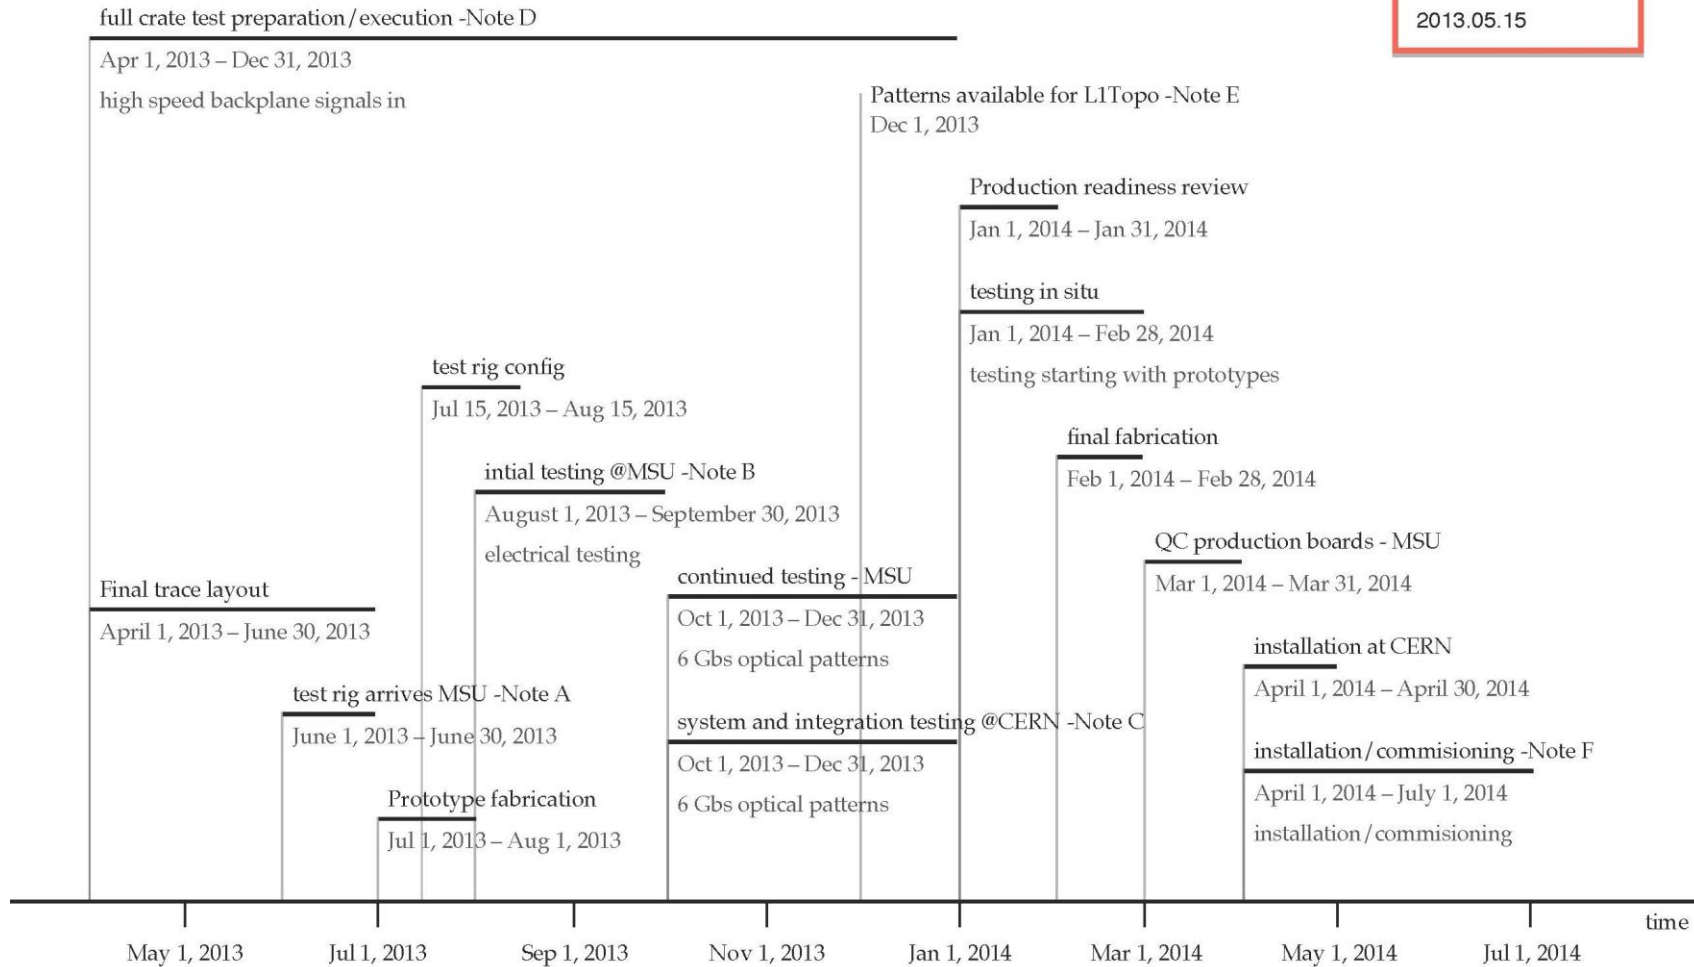 full crate test preparation/execution -Note D
Apr 1, 2013 – Dec 31, 2013
high speed backplane signals in
2013.05.15
Patterns available for L1Topo -Note E
Dec 1, 2013
Production readiness review
Jan 1, 2014 – Jan 31, 2014
testing in situ
Jan 1, 2014 – Feb 28, 2014
testing starting with prototypes
test rig config
Jul 15, 2013 – Aug 15, 2013
final fabrication
Feb 1, 2014 – Feb 28, 2014
intial testing @MSU -Note B
August 1, 2013 – September 30, 2013
electrical testing
QC production boards - MSU
Mar 1, 2014 – Mar 31, 2014
Final trace layout
April 1, 2013 – June 30, 2013
continued testing - MSU
Oct 1, 2013 – Dec 31, 2013
6 Gbs optical patterns
installation at CERN
April 1, 2014 – April 30, 2014
test rig arrives MSU -Note A
June 1, 2013 – June 30, 2013
system and integration testing @CERN -Note C
Oct 1, 2013 – Dec 31, 2013
6 Gbs optical patterns
installation/commisioning -Note F
April 1, 2014 – July 1, 2014
installation/commisioning
Prototype fabrication
Jul 1, 2013 – Aug 1, 2013
time
May 1, 2013
Jul 1, 2013
Sep 1, 2013
Nov 1, 2013
Jan 1, 2014
Mar 1, 2014
May 1, 2014
Jul 1, 2014